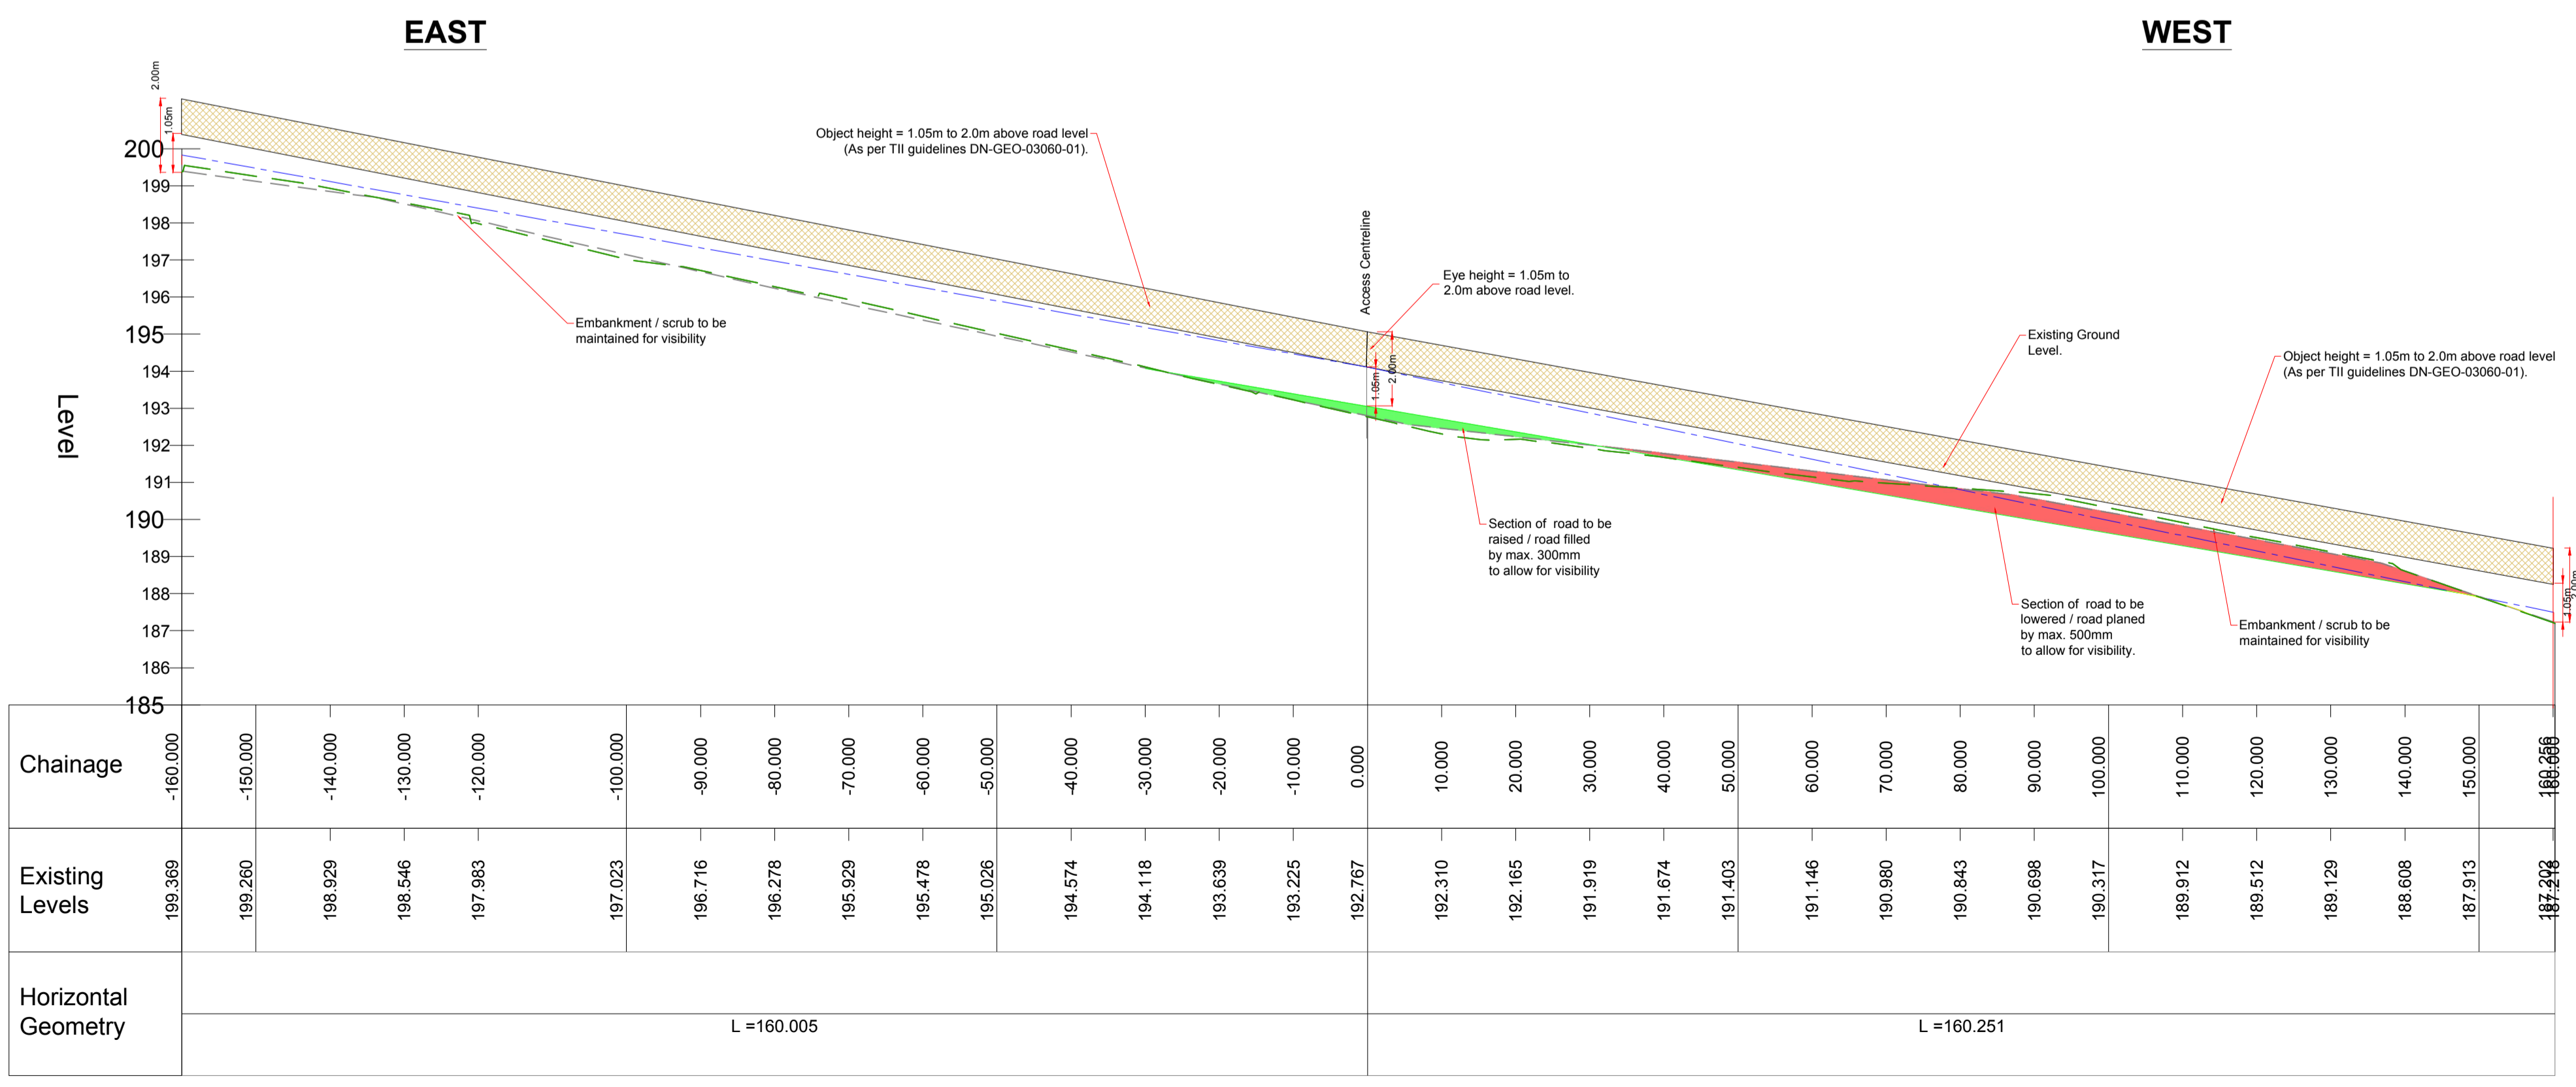 EAST
WEST
2.00m
1.05m
Object height = 1.05m to 2.0m above road level
(As per TII guidelines DN-GEO-03060-01).
Access Centreline
Eye height = 1.05m to
2.0m above road level.
1.05m
2.00m
Embankment / scrub to be
maintained for visibility
Existing Ground
Level.
Object height = 1.05m to 2.0m above road level
(As per TII guidelines DN-GEO-03060-01).
Section of road to be
raised / road filled
by max. 300mm
to allow for visibility
Section of road to be
lowered / road planed
by max. 500mm
to allow for visibility.
Embankment / scrub to be
maintained for visibility
1.05m
2.00m
Level
200
199
198
197
196
195
194
193
192
191
190
189
188
187
186
185
Chainage
-160.000 -150.000 -140.000 -130.000 -120.000 -100.000 -90.000 -80.000 -70.000 -60.000 -50.000 -40.000 -30.000 -20.000 -10.000 0.000 10.000 20.000 30.000 40.000 50.000 60.000 70.000 80.000 90.000 100.000 110.000 120.000 130.000 140.000 150.000 160.256 160.000
Existing
Levels
199.369 199.260 198.929 198.546 197.983 197.023 196.716 196.278 195.929 195.478 195.026 194.574 194.118 193.639 193.225 192.767 192.310 192.165 191.919 191.674 191.403 191.146 190.980 190.843 190.698 190.317 189.912 189.512 189.129 188.608 187.913 187.202 187.218
Horizontal
Geometry
L =160.005
L =160.251